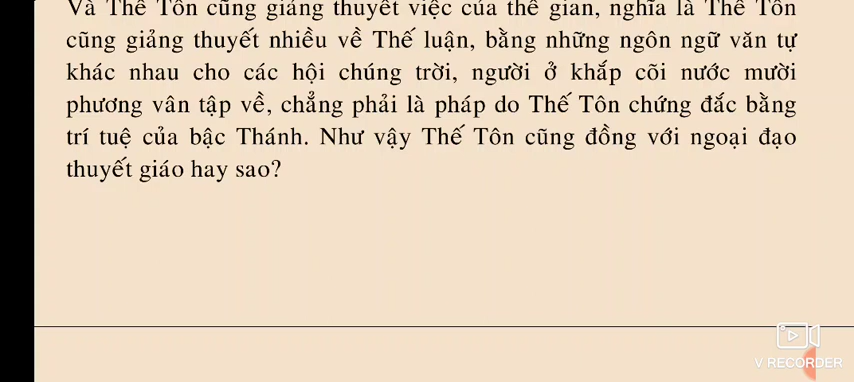 Và Thế Tôn cũng giảng thuyết việc của thế gian, nghĩa là Thế Tôn
cũng giảng thuyết nhiều về Thế luận, bằng những ngôn ngữ văn tự
khác nhau cho các hội chúng trời, người ở khắp cõi nước mười
phương vân tập về, chẳng phải là pháp do Thế Tôn chứng đắc bằng
trí tuệ của bậc Thánh. Như vậy Thế Tôn cũng đồng với ngoại đạo
thuyết giáo hay sao?
V RECORDER